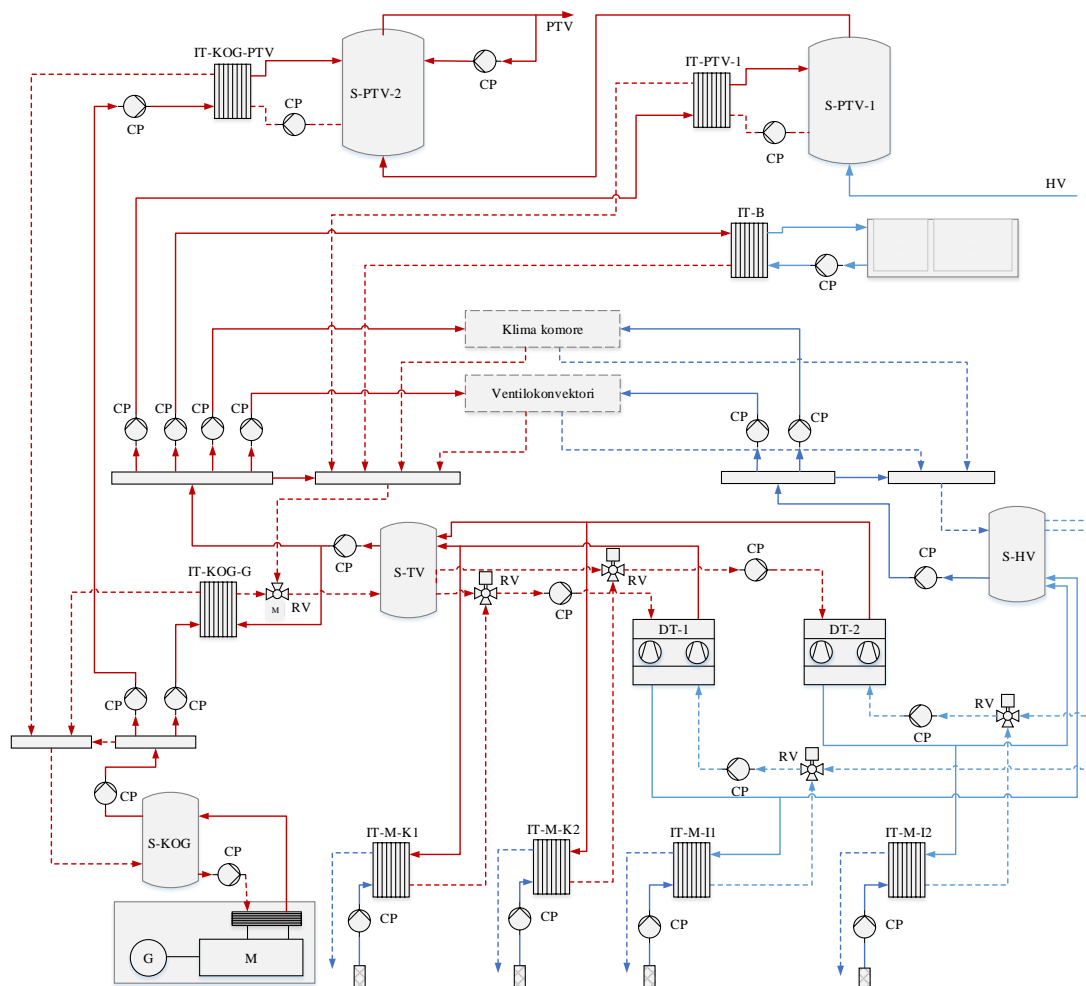 PTV
IT-KOG-PTV
IT-PTV-1
CP
S-PTV-2
S-PTV-1
CP
CP
CP
CP
HV
IT-B
CP
Klima komore
Ventilokonvektori
CP
CP
CP
CP
CP
CP
S-TV
S-HV
CP
CP
CP
IT-KOG-G
RV
RV
CP
M
RV
DT-1
DT-2
CP
CP
RV
CP
RV
CP
CP
S-KOG
IT-M-K1
IT-M-K2
IT-M-I1
IT-M-I2
CP
CP
CP
CP
CP
G
M